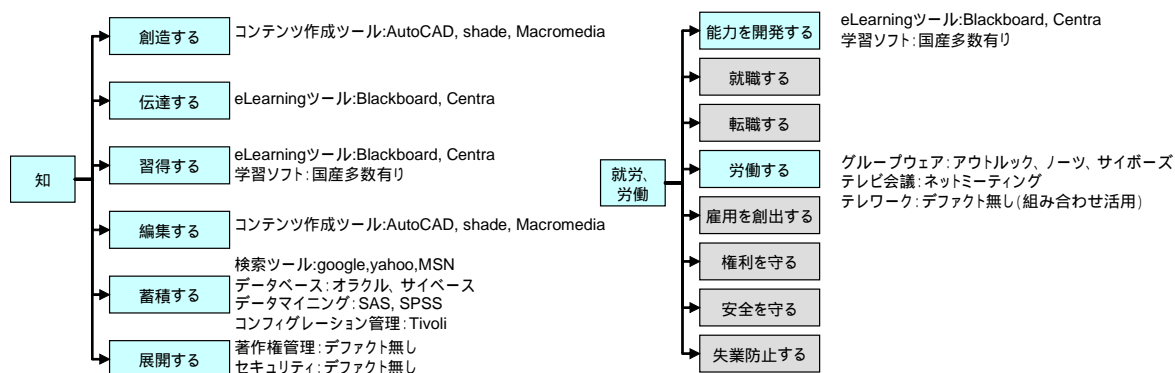 知
創造する
コンテンツ作成ツール:AutoCAD, shade, Macromedia
伝達する
eLearningツール:Blackboard, Centra
習得する
eLearningツール:Blackboard, Centra
学習ソフト:国産多数有り
編集する
コンテンツ作成ツール:AutoCAD, shade, Macromedia
蓄積する
検索ツール:google,yahoo,MSN
データベース:オラクル、サイベース
データマイニング:SAS, SPSS
コンフィグレーション管理:Tivoli
展開する
著作権管理:デファクト無し
セキュリティ:デファクト無し
就労、
労働
能力を開発する
eLearningツール:Blackboard, Centra
学習ソフト:国産多数有り
就職する
転職する
労働する
グループウェア:アウトルック、ノーツ、サイボーズ
テレビ会議:ネットミーティング
テレワーク:デファクト無し(組み合わせ活用)
雇用を創出する
権利を守る
安全を守る
失業防止する